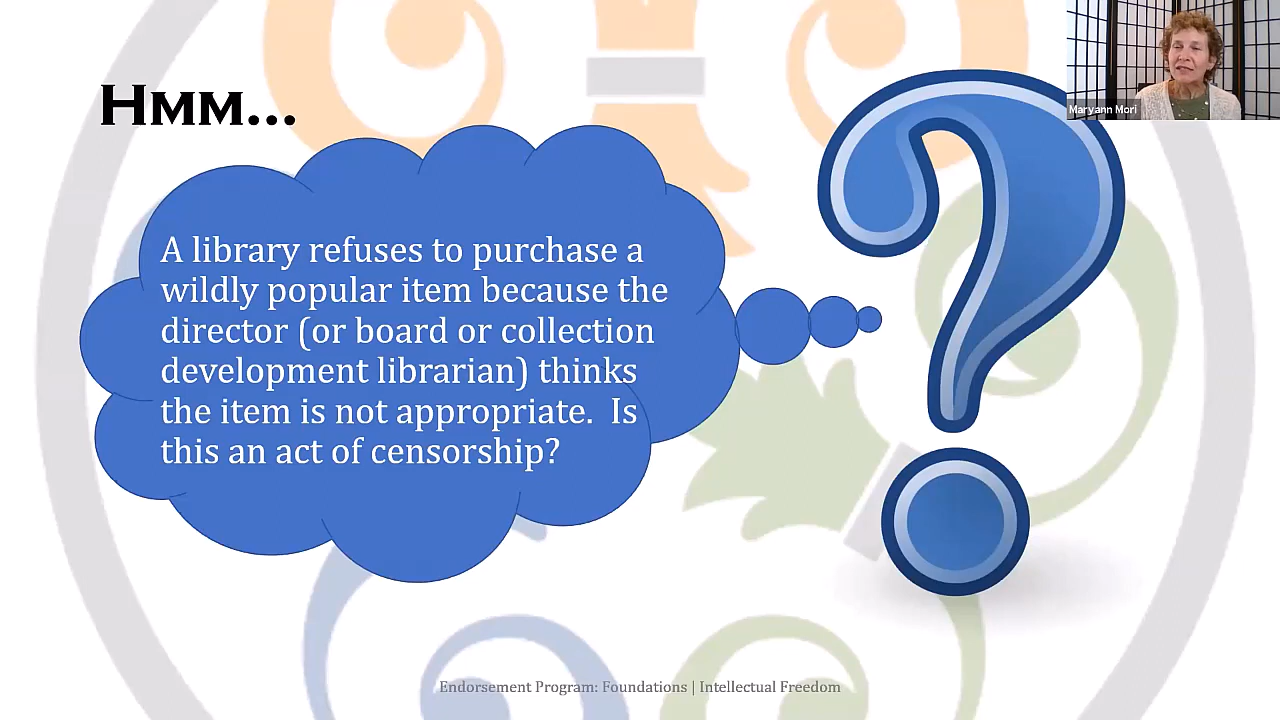 Hmm...
Maryann Mori
A library refuses to purchase a
wildly popular item because the
director (or board or collection
development librarian) thinks
the item is not appropriate.  Is
this an act of censorship?
Endorsement Program: Foundations | Intellectual Freedom